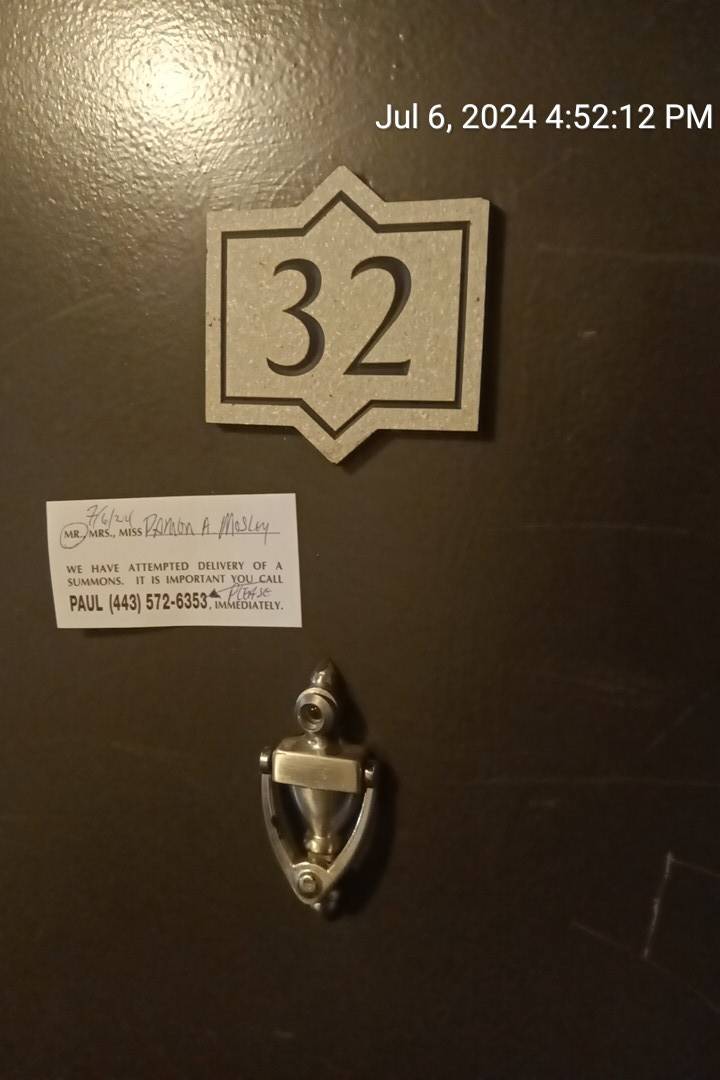 Jul 6, 2024 4:52:12 PM
32
7/6/24
MR., MRS., MISS Damon A Mosley
WE HAVE ATTEMPTED DELIVERY OF A
SUMMONS. IT IS IMPORTANT YOU CALL
PLEASE
PAUL (443) 572-6353, IMMEDIATELY.